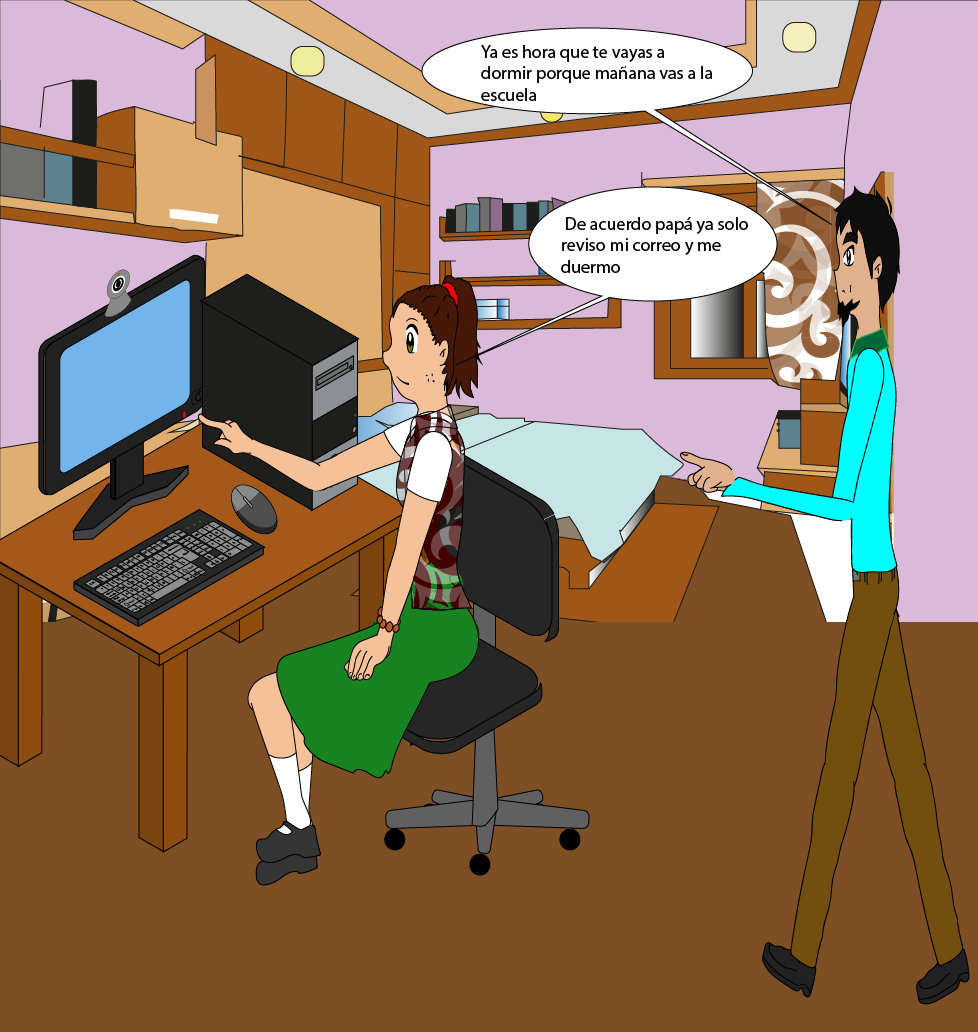 Ya es hora que te vayas a
dormir porque mañana vas a la
escuela
De acuerdo papá ya solo
reviso mi correo y me
duermo